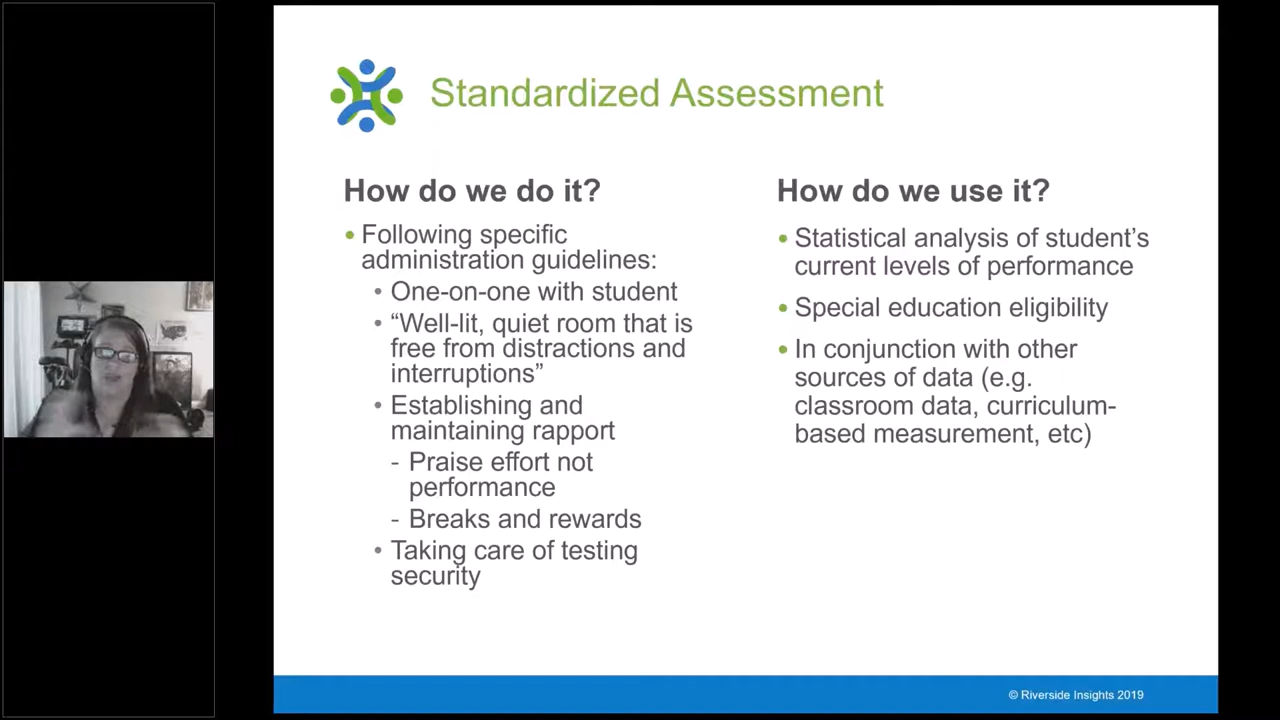 Standardized Assessment
How do we do it?
• Following specific
administration guidelines:
• One-on-one with student
• “Well-lit, quiet room that is
free from distractions and
interruptions”
• Establishing and
maintaining rapport
- Praise effort not
performance
- Breaks and rewards
• Taking care of testing
security
How do we use it?
• Statistical analysis of student’s
current levels of performance
• Special education eligibility
• In conjunction with other
sources of data (e.g.
classroom data, curriculum-
based measurement, etc)
© Riverside Insights 2019